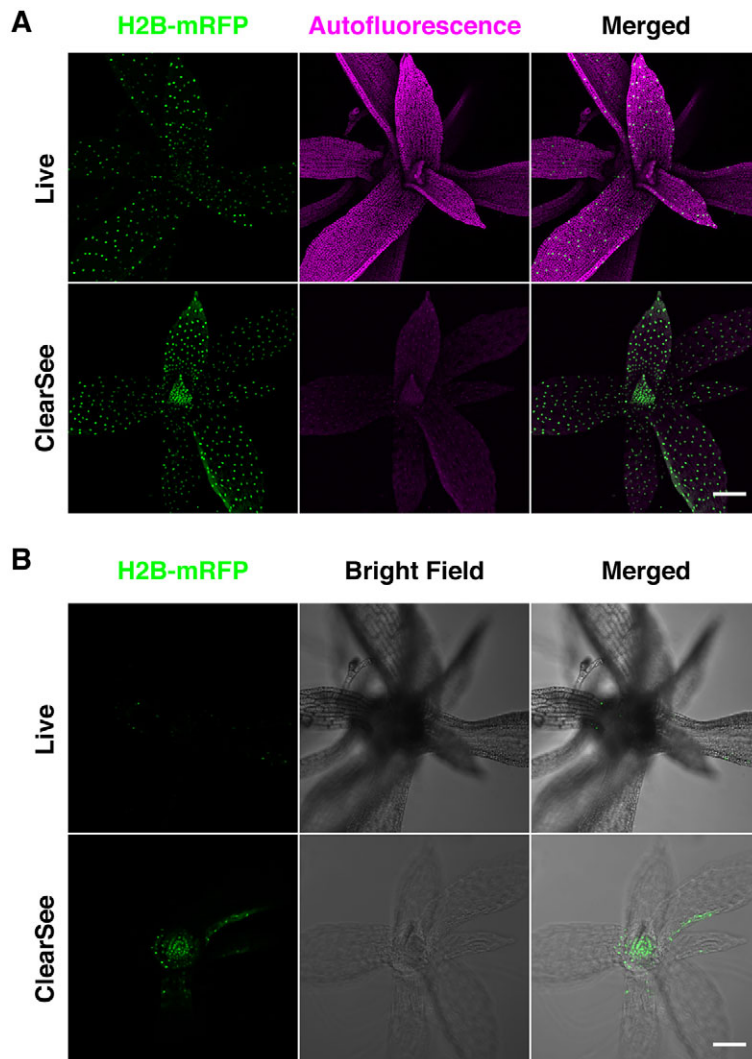 A
H2B-mRFP Autofluorescence Merged
Live
ClearSee
B
H2B-mRFP Bright Field Merged
Live
ClearSee